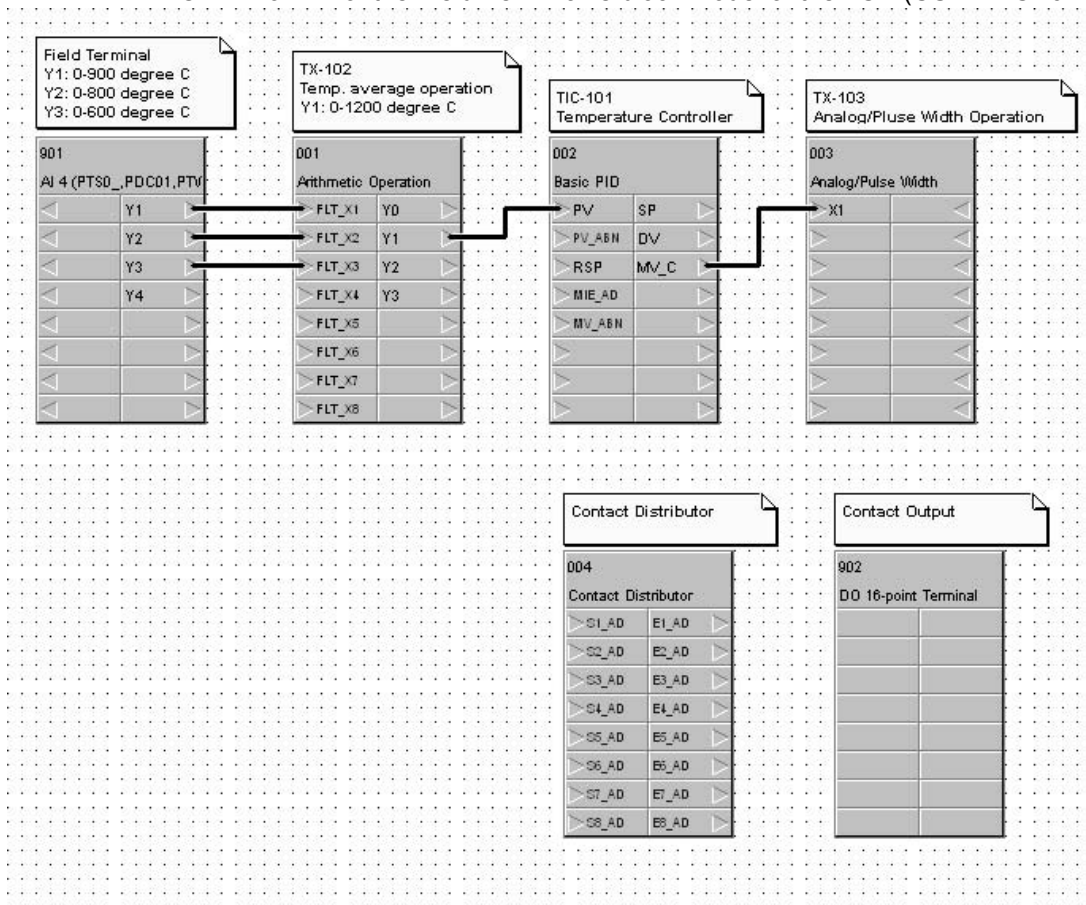 Field Terminal
Y1: 0-900 degree C
Y2: 0-800 degree C
Y3: 0-600 degree C
TX-102
Temp. average operation
Y1: 0-1200 degree C
TIC-101
Temperature Controller
TX-103
Analog/Pluse Width Operation
901
AI 4 (PTS0_,PDC01,PTW
Y1
Y2
Y3
Y4
001
Arithmetic Operation
FLT_X1 Y0
FLT_X2 Y1
FLT_X3 Y2
FLT_X4 Y3
FLT_X5
FLT_X6
FLT_X7
FLT_X8
002
Basic PID
PV SP
PV_ABN DV
RSP MV_C
MIE_AD
MV_ABN
003
Analog/Pulse Width
X1
Contact Distributor
Contact Output
004
Contact Distributor
S1_AD E1_AD
S2_AD E2_AD
S3_AD E3_AD
S4_AD E4_AD
S5_AD E5_AD
S6_AD E6_AD
S7_AD E7_AD
S8_AD E8_AD
902
DO 16-point Terminal